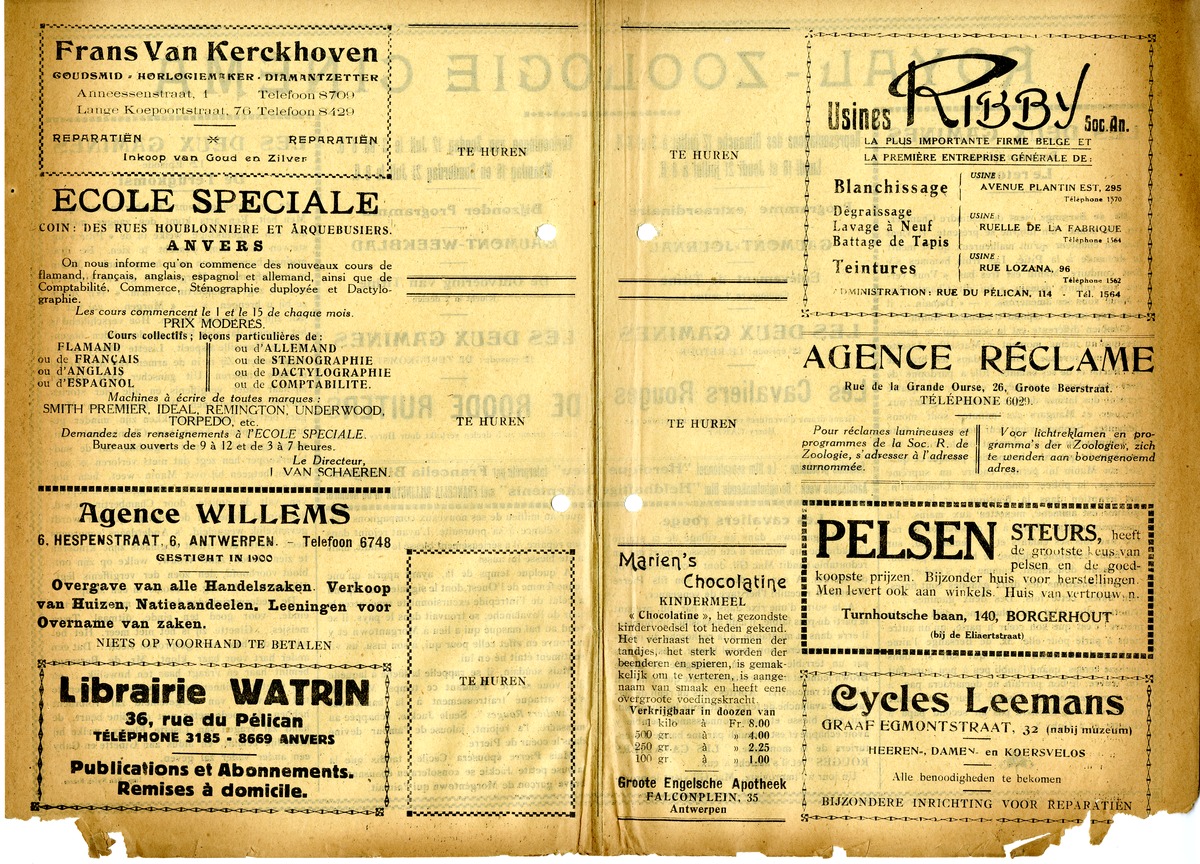 Frans Van Kerckhoven
GOUDSMID - HORLOGIEMAKER - DIAMANTZETTER
Anneessenstraat, 1 Telefoon 8709
Lange Koepoortstraat, 76 Telefoon 8429
REPARATIËN * REPARATIËN
Inkoop van Goud en Zilver
ECOLE SPECIALE
COIN: DES RUES HOUBLONNIERE ET ARQUEBUSIERS.
ANVERS
On nous informe qu'on commence des nouveaux cours de
flamand, français, anglais, espagnol et allemand, ainsi que de
Comptabilité, Commerce, Sténographie duployée et Dactylo-
graphie.
Les cours commencent le 1 et le 15 de chaque mois.
PRIX MODERES.
Cours collectifs; leçons particulières de:
FLAMAND ou d'ALLEMAND
ou de FRANÇAIS ou de STENOGRAPHIE
ou d'ANGLAIS ou de DACTYLOGRAPHIE
ou d'ESPAGNOL ou de COMPTABILITE.
Machines à écrire de toutes marques:
SMITH PREMIER, IDEAL, REMINGTON, UNDERWOOD,
TORPEDO, etc.
Demandez des renseignements à l'ECOLE SPECIALE.
Bureaux ouverts de 9 à 12 et de 3 à 7 heures.
Le Directeur,
VAN SCHAEREN.
Agence WILLEMS
6, HESPENSTRAAT, 6, ANTWERPEN. - Telefoon 6748
GESTICHT IN 1900
Overgave van alle Handelszaken. Verkoop
van Huizen, Natieaandeelen. Leeningen voor
Overname van zaken.
NIETS OP VOORHAND TE BETALEN
Librairie WATRIN
36, rue du Pélican
TÉLÉPHONE 3185 - 8669 ANVERS
Publications et Abonnements.
Remises à domicile.
TE HUREN
TE HUREN
TE HUREN
TE HUREN
TE HUREN
Marien's
Chocolatine
KINDERMEEL
« Chocolatine », het gezondste
kindervoedsel tot heden gekend.
Het verhaast het vormen der
tandjes, het sterk worden der
beenderen en spieren, is gemak-
kelijk om te verteren, is aange-
naam van smaak en heeft eene
overgroote voedingskracht.
Verkrijgbaar in doozen van
1 kilo à Fr. 8.00
500 gr. à » 4.00
250 gr. à » 2.25
100 gr. à » 1.00
Groote Engelsche Apotheek
FALCONPLEIN, 35
Antwerpen
Usines RIBBY Soc. An.
LA PLUS IMPORTANTE FIRME BELGE ET
LA PREMIÈRE ENTREPRISE GÉNÉRALE DE:
USINE:
Blanchissage AVENUE PLANTIN EST, 295
Téléphone 1570
Dégraissage USINE:
Lavage à Neuf RUELLE DE LA FABRIQUE
Battage de Tapis Téléphone 1564
USINE:
Teintures RUE LOZANA, 96
Téléphone 1562
ADMINISTRATION: RUE DU PÉLICAN, 114 - Tél. 1564
AGENCE RÉCLAME
Rue de la Grande Ourse, 26, Groote Beerstraat.
TÉLÉPHONE 6029.
Pour réclames lumineuses et
programmes de la Soc. R. de
Zoologie, s'adresser à l'adresse
surnommée.
Voor lichtreklamen en pro-
gramma's der «Zoologie», zich
te wenden aan bovengenoemd
adres.
PELSEN STEURS, heeft
de grootste keus van
pelsen en de goed-
koopste prijzen. Bijzonder huis voor herstellingen.
Men levert ook aan winkels. Huis van vertrouwen.
Turnhoutsche baan, 140, BORGERHOUT
(bij de Eliaertstraat)
Cycles Leemans
GRAAF EGMONTSTRAAT, 32 (nabij muzeum)
HEEREN-, DAMEN- en KOERSVELOS
Alle benoodigheden te bekomen
BIJZONDERE INRICHTING VOOR REPARATIËN